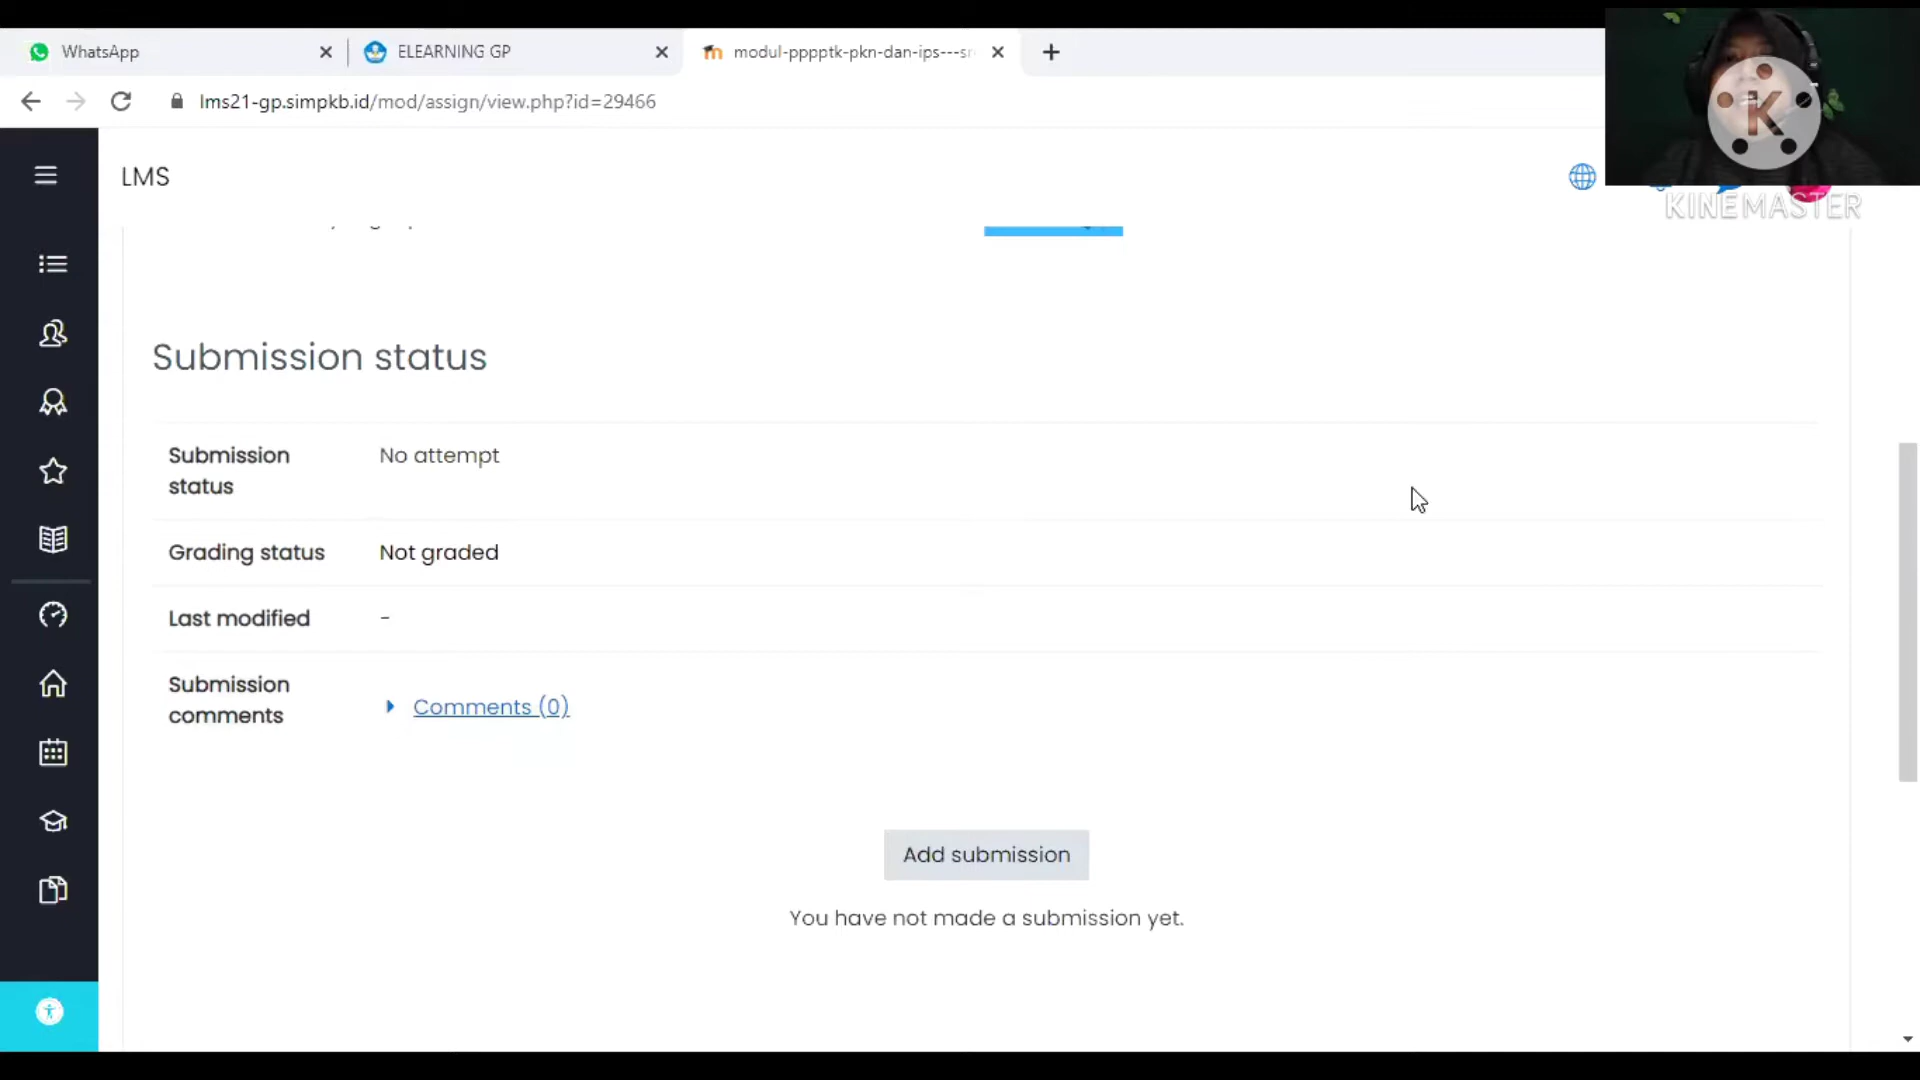 WhatsApp
ELEARNING GP
modul-pppptk-pkn-dan-ips---sr
lms21-gp.simpkb.id/mod/assign/view.php?id=29466
K
KINEMASTER
LMS
Submission status
Submission status
No attempt
Grading status
Not graded
Last modified
-
Submission comments
Comments (0)
Add submission
You have not made a submission yet.